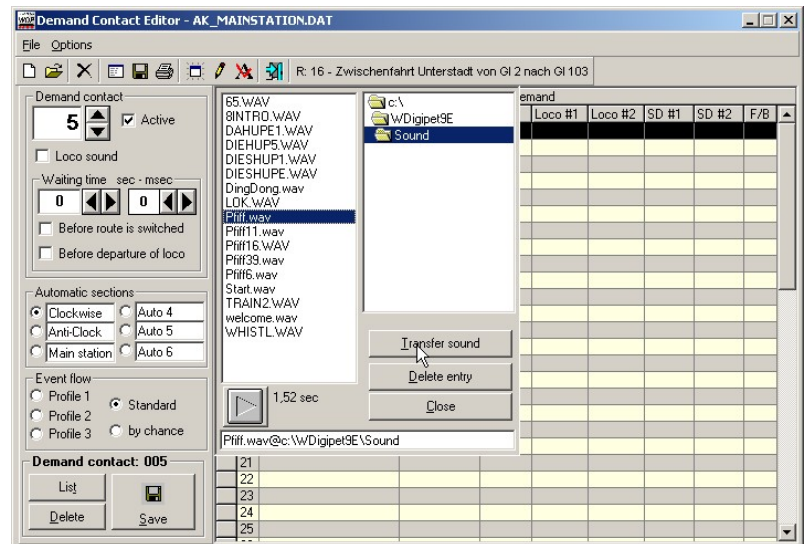 Demand Contact Editor - AK_MAINSTATION.DAT
File Options
R: 16 - Zwischenfahrt Unterstadt von Gl 2 nach Gl 103
Demand contact
5
Active
Loco sound
Waiting time sec - msec
0 0
Before route is switched
Before departure of loco
Automatic sections
Clockwise Auto 4
Anti-Clock Auto 5
Main station Auto 6
Event flow
Profile 1
Profile 2
Profile 3
Standard
by chance
Demand contact: 005
List
Delete
Save
65.WAV
8INTRO.WAV
DAHUPE1.WAV
DIEHUP5.WAV
DIESHUP1.WAV
DIESHUPE.WAV
DingDong.wav
LOK.WAV
Pfiff.wav
Pfiff11.wav
Pfiff16.WAV
Pfiff39.wav
Pfiff6.wav
Start.wav
TRAIN2.WAV
welcome.wav
WHISTL.WAV
1,52 sec
Pfiff.wav@c:\WDigipet9E\Sound
c:\
WDigipet9E
Sound
Transfer sound
Delete entry
Close
emand
Loco #1 Loco #2 SD #1 SD #2 F/B
21
22
23
24
25